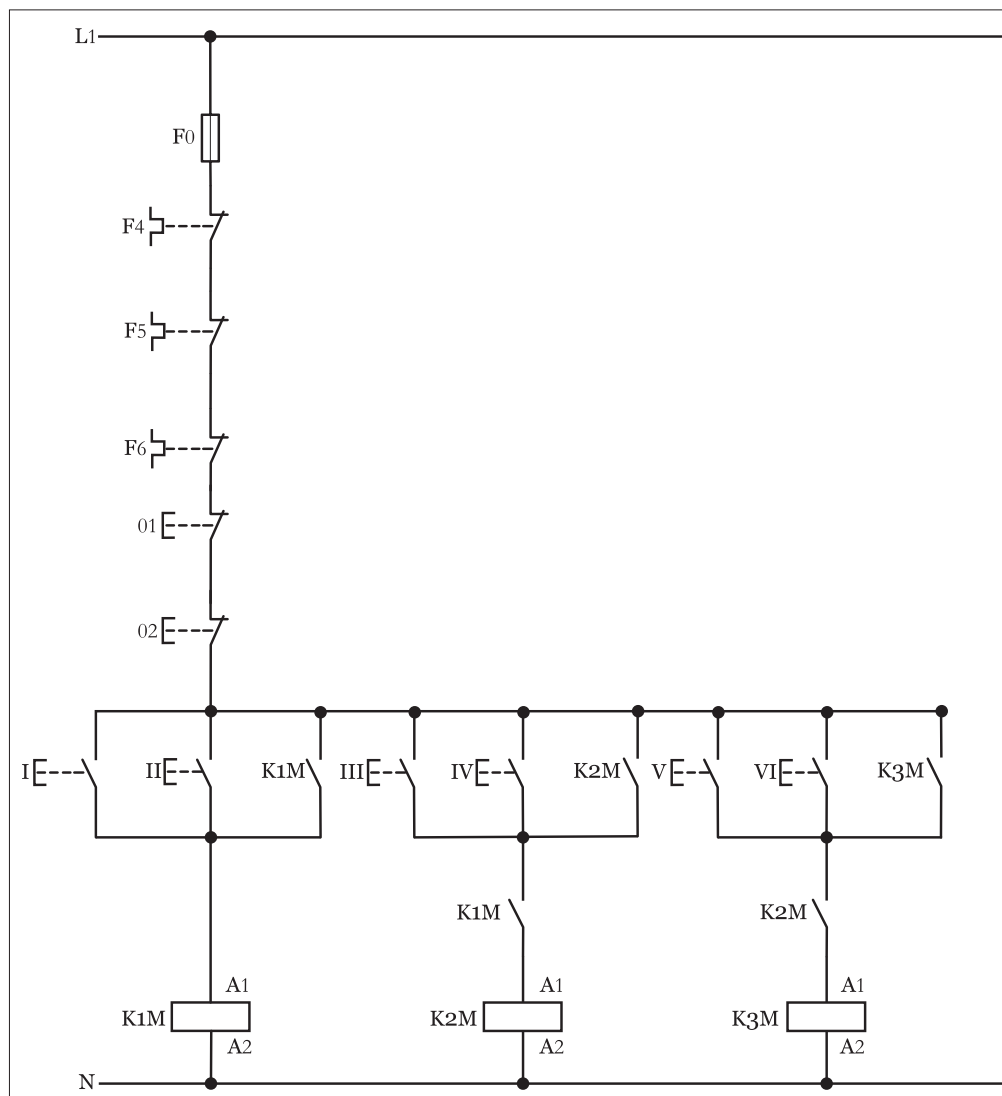 L1
F0
F4
F5
F6
01
02
I II K1M III IV K2M V VI K3M
K1M K2M
A1 A1 A1
K1M K2M K3M
A2 A2 A2
N